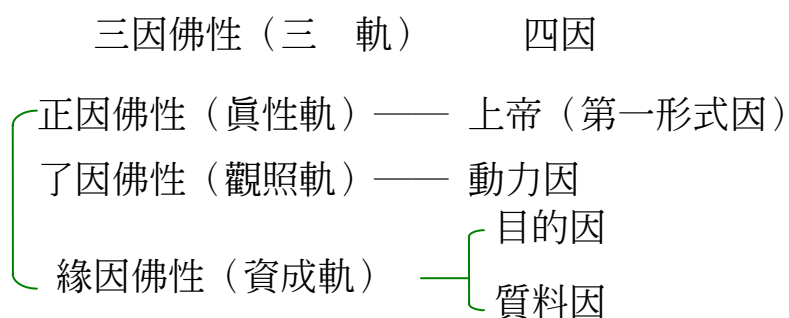 三因佛性（三　軌）　　四因
正因佛性（眞性軌）—— 上帝（第一形式因）
了因佛性（觀照軌）—— 動力因
目的因
緣因佛性（資成軌）
質料因